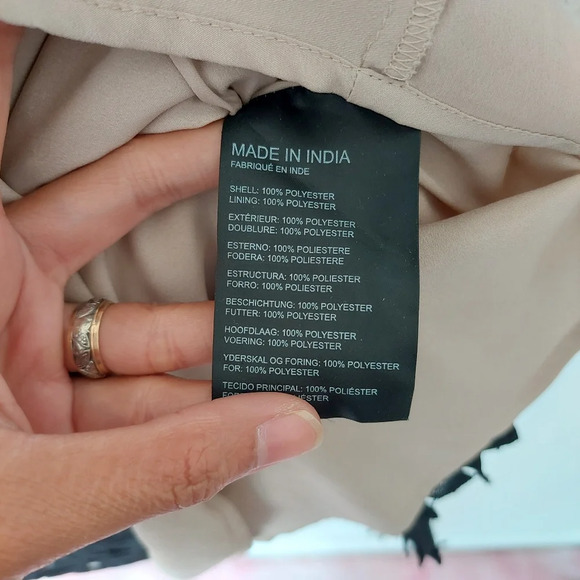 MADE IN INDIA
FABRIQUÉ EN INDE
SHELL: 100% POLYESTER
LINING: 100% POLYESTER
EXTÉRIEUR: 100% POLYESTER
DOUBLURE: 100% POLYESTER
ESTERNO: 100% POLIESTERE
FODERA: 100% POLIESTERE
ESTRUCTURA: 100% POLYESTER
FORRO: 100% POLYESTER
BESCHICHTUNG: 100% POLYESTER
FUTTER: 100% POLYESTER
HOOFDLAAG: 100% POLYESTER
VOERING: 100% POLYESTER
YDERSKAL OG FORING: 100% POLYESTER
FOR: 100% POLYESTER
TECIDO PRINCIPAL: 100% POLIÉSTER